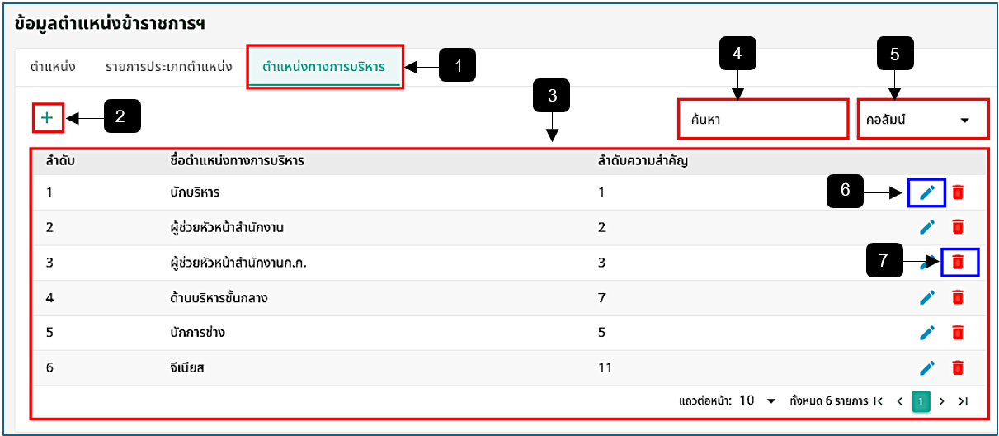 ข้อมูลตำแหน่งข้าราชการฯ
ตำแหน่ง รายการประเภทตำแหน่ง ตำแหน่งทางการบริหาร 1 4 5
2 3 ค้นหา คอลัมน์
ลำดับ ชื่อตำแหน่งทางการบริหาร ลำดับความสำคัญ
1 นักบริหาร 1 6
2 ผู้ช่วยหัวหน้าสำนักงาน 2
3 ผู้ช่วยหัวหน้าสำนักงานก.ก. 3 7
4 ด้านบริหารขั้นกลาง 7
5 นักการช่าง 5
6 จีเนียส 11
แถวต่อหน้า: 10 ทั้งหมด 6 รายการ 1